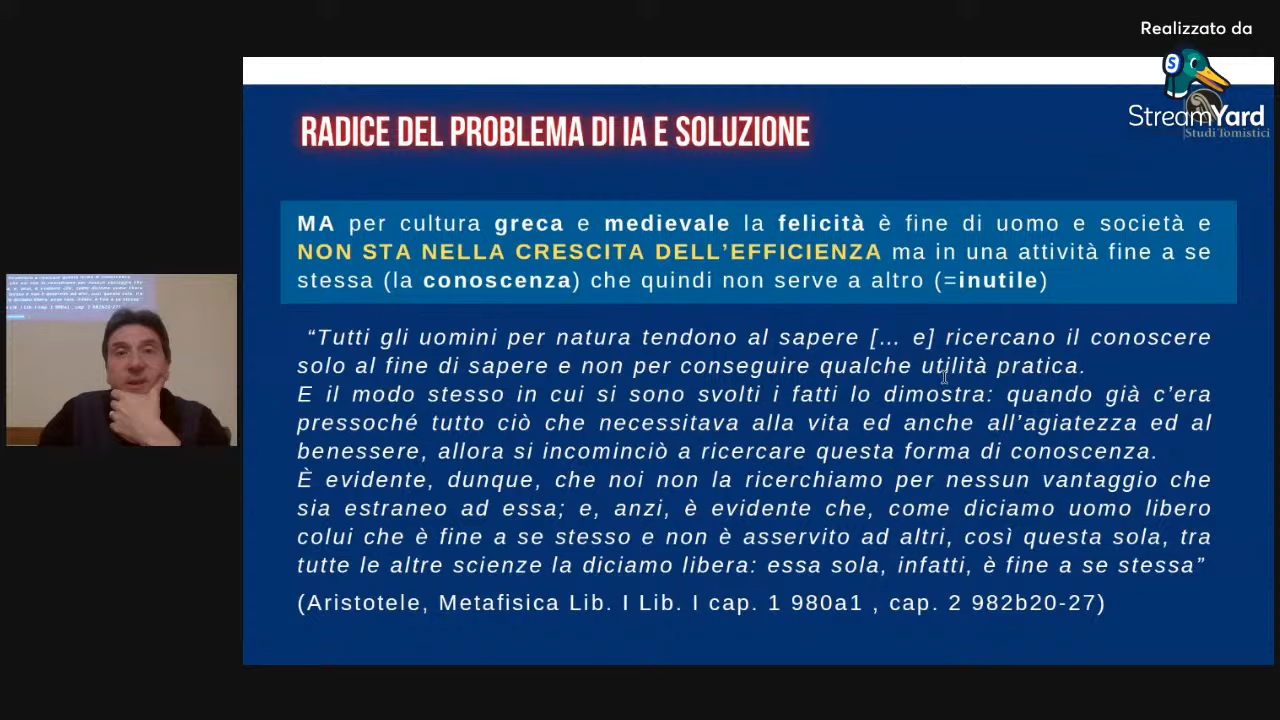 Realizzato da
S
StreamYard
Studi Tomistici
RADICE DEL PROBLEMA DI IA E SOLUZIONE
MA per cultura greca e medievale la felicità è fine di uomo e società e
NON STA NELLA CRESCITA DELL’EFFICIENZA ma in una attività fine a se
stessa (la conoscenza) che quindi non serve a altro (=inutile)
“Tutti gli uomini per natura tendono al sapere [... e] ricercano il conoscere
solo al fine di sapere e non per conseguire qualche utilità pratica.
E il modo stesso in cui si sono svolti i fatti lo dimostra: quando già c’era
pressoché tutto ciò che necessitava alla vita ed anche all’agiatezza ed al
benessere, allora si incominciò a ricercare questa forma di conoscenza.
È evidente, dunque, che noi non la ricerchiamo per nessun vantaggio che
sia estraneo ad essa; e, anzi, è evidente che, come diciamo uomo libero
colui che è fine a se stesso e non è asservito ad altri, così questa sola, tra
tutte le altre scienze la diciamo libera: essa sola, infatti, è fine a se stessa”
(Aristotele, Metafisica Lib. I Lib. I cap. 1 980a1 , cap. 2 982b20-27)